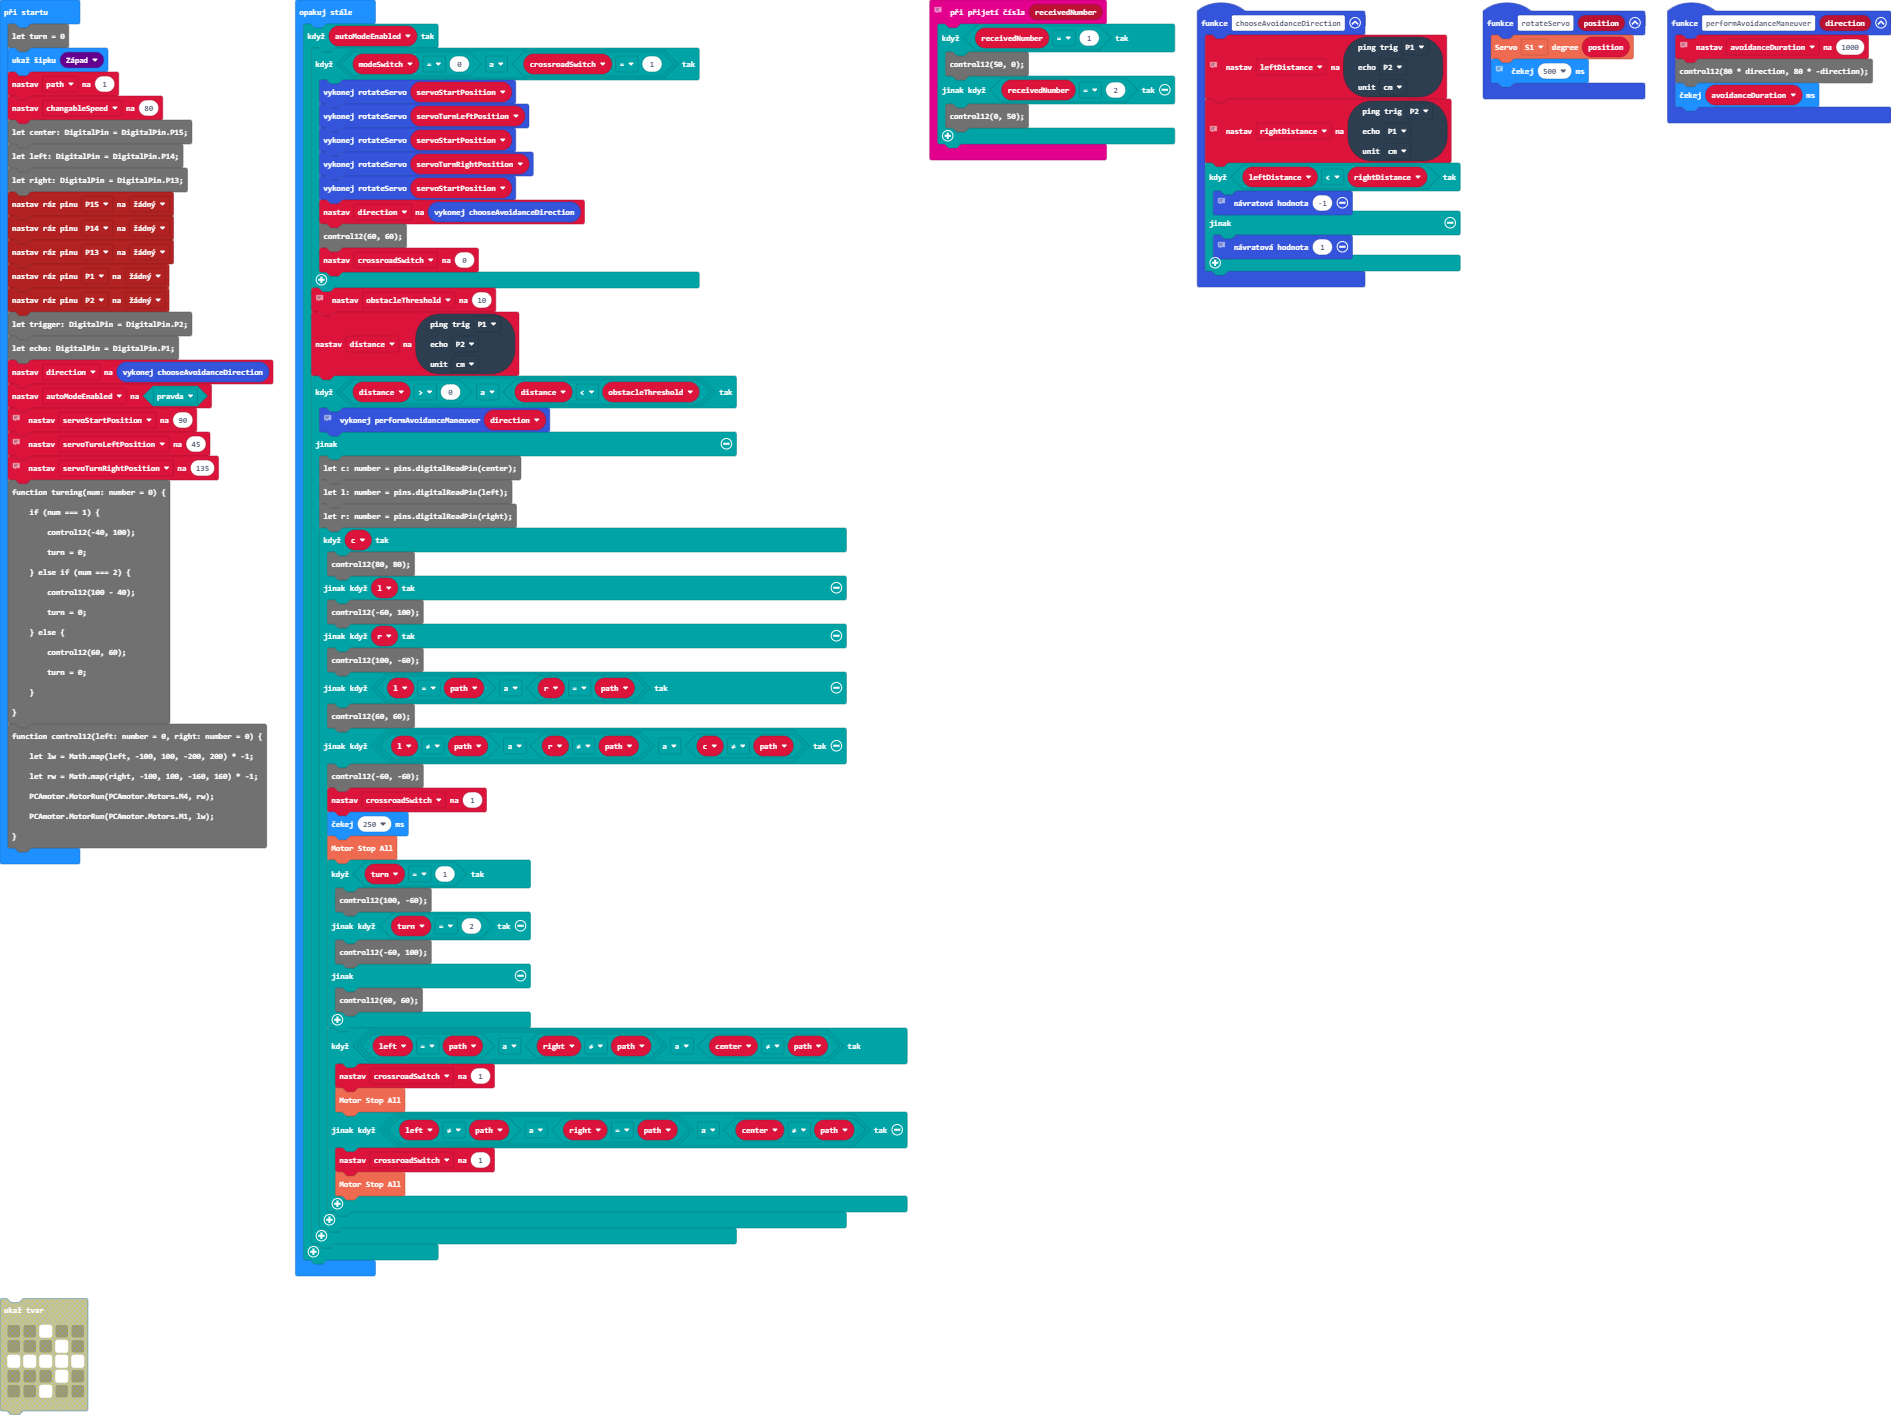 při startu
let turn = 0
ukaž šipku Západ
nastav path na 1
nastav changableSpeed na 80
let center: DigitalPin = DigitalPin.P15;
let left: DigitalPin = DigitalPin.P14;
let right: DigitalPin = DigitalPin.P13;
nastav ráz pinu P15 na žádný
nastav ráz pinu P14 na žádný
nastav ráz pinu P13 na žádný
nastav ráz pinu P1 na žádný
nastav ráz pinu P2 na žádný
let trigger: DigitalPin = DigitalPin.P2;
let echo: DigitalPin = DigitalPin.P1;
nastav direction na vykonej chooseAvoidanceDirection
nastav autoModeEnabled na pravda
nastav servoStartPosition na 90
nastav servoTurnLeftPosition na 45
nastav servoTurnRightPosition na 135
function turning(num: number = 0) {
if (num === 1) {
control12(-40, 100);
turn = 0;
} else if (num === 2) {
control12(100 - 40);
turn = 0;
} else {
control12(60, 60);
turn = 0;
}
}
function control12(left: number = 0, right: number = 0) {
let lw = Math.map(left, -100, 100, -200, 200) * -1;
let rw = Math.map(right, -100, 100, -160, 160) * -1;
PCAmotor.MotorRun(PCAmotor.Motors.M4, rw);
PCAmotor.MotorRun(PCAmotor.Motors.M1, lw);
}
opakuj stále
když autoModeEnabled tak
když modeSwitch = 0 a crossroadSwitch = 1 tak
vykonej rotateServo servoStartPosition
vykonej rotateServo servoTurnLeftPosition
vykonej rotateServo servoStartPosition
vykonej rotateServo servoTurnRightPosition
vykonej rotateServo servoStartPosition
nastav direction na vykonej chooseAvoidanceDirection
control12(60, 60);
nastav crossroadSwitch na 0
nastav obstacleThreshold na 10
nastav distance na ping trig P1
echo P2
unit cm
když distance > 0 a distance < obstacleThreshold tak
vykonej performAvoidanceManeuver direction
jinak
let c: number = pins.digitalReadPin(center);
let l: number = pins.digitalReadPin(left);
let r: number = pins.digitalReadPin(right);
když c tak
control12(80, 80);
jinak když l tak
control12(-60, 100);
jinak když r tak
control12(100, -60);
jinak když l = path a r = path tak
control12(60, 60);
jinak když l ≠ path a r ≠ path a c ≠ path tak
control12(-60, -60);
nastav crossroadSwitch na 1
čekej 250 ms
Motor Stop All
když turn = 1 tak
control12(100, -60);
jinak když turn = 2 tak
control12(-60, 100);
jinak
control12(60, 60);
když left = path a right ≠ path a center ≠ path tak
nastav crossroadSwitch na 1
Motor Stop All
jinak když left ≠ path a right = path a center ≠ path tak
nastav crossroadSwitch na 1
Motor Stop All
při přijetí čísla receivedNumber
když receivedNumber = 1 tak
control12(50, 0);
jinak když receivedNumber = 2 tak
control12(0, 50);
funkce chooseAvoidanceDirection
nastav leftDistance na ping trig P1
echo P2
unit cm
nastav rightDistance na ping trig P2
echo P1
unit cm
když leftDistance < rightDistance tak
návratová hodnota -1
jinak
návratová hodnota 1
funkce rotateServo position
Servo S1 degree position
čekej 500 ms
funkce performAvoidanceManeuver direction
nastav avoidanceDuration na 1000
control12(80 * direction, 80 * -direction);
čekej avoidanceDuration ms
ukaž tvar